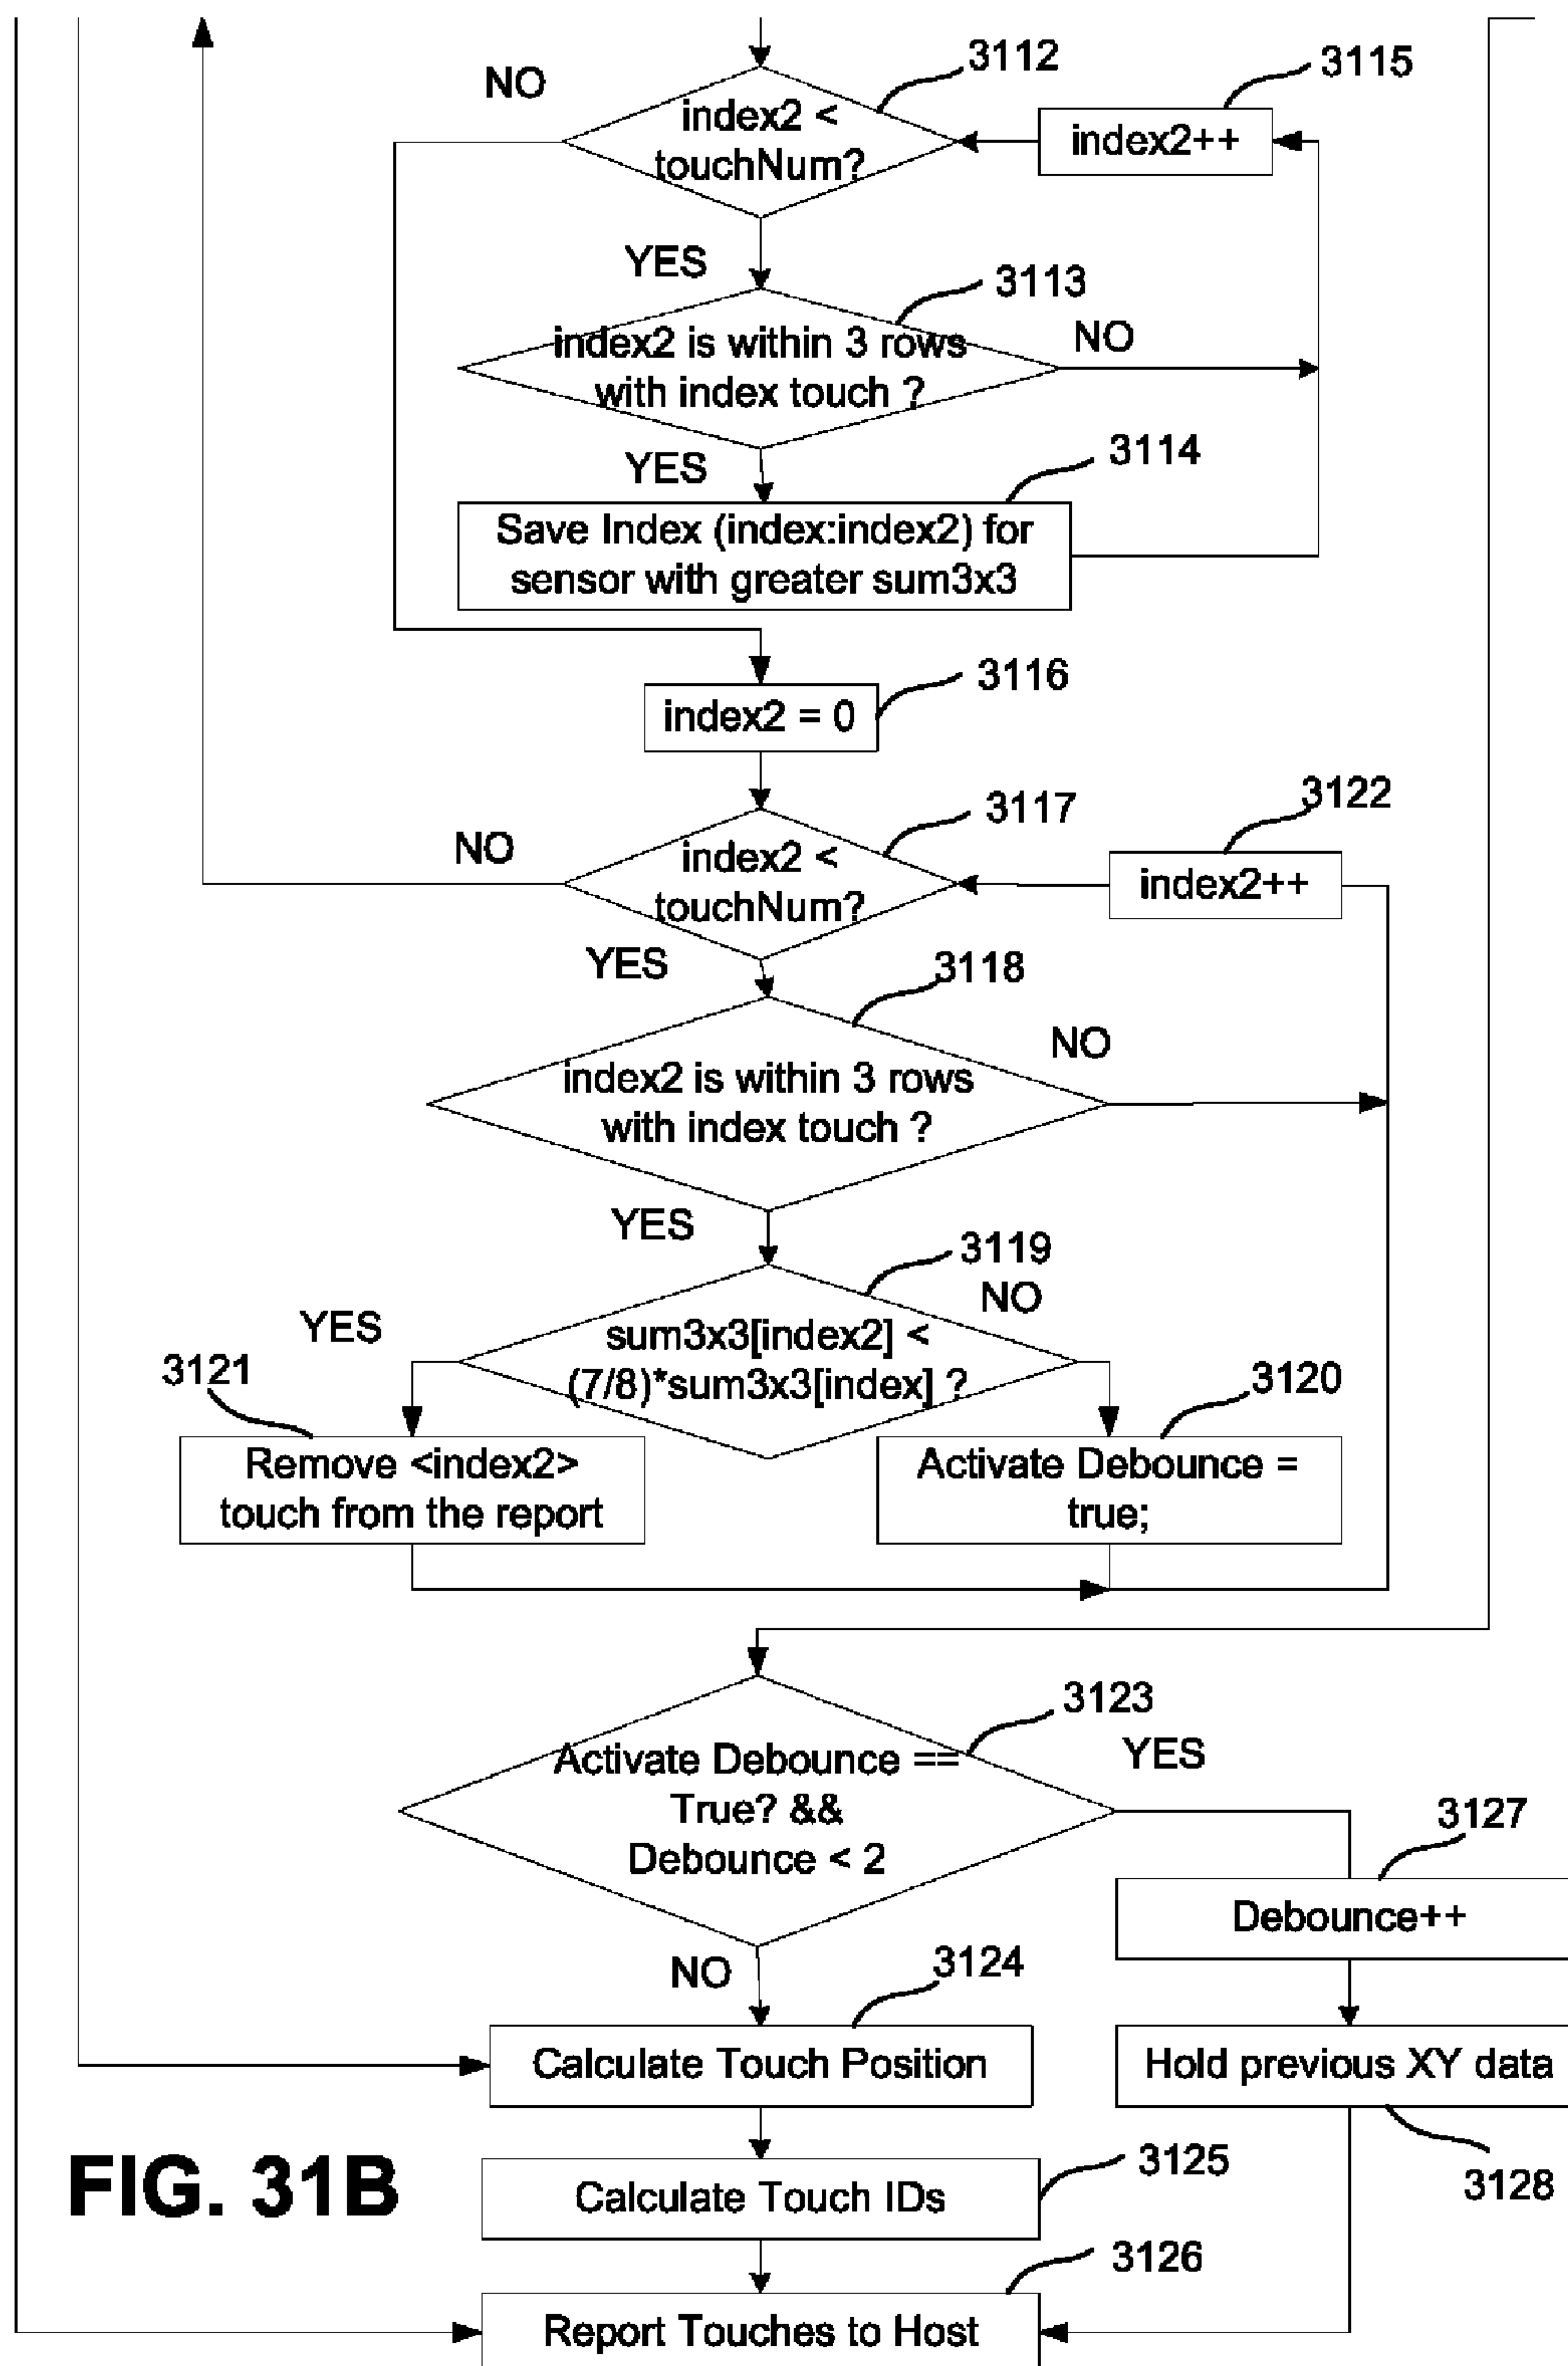 3112
3115
NO
index2 <
touchNum?
index2++
YES
3113
index2 is within 3 rows
with index touch ?
NO
YES
3114
Save Index (index:index2) for
sensor with greater sum3x3
3116
index2 = 0
3122
3117
NO
index2 <
touchNum?
index2++
YES
3118
NO
index2 is within 3 rows
with index touch ?
YES
3119
NO
YES
sum3x3[index2] <
(7/8)*sum3x3[index] ?
3121
3120
Remove <index2>
touch from the report
Activate Debounce =
true;
3123
YES
Activate Debounce ==
True? &&
Debounce < 2
3127
Debounce++
NO
3124
Calculate Touch Position
Hold previous XY data
FIG. 31B
3125
3128
Calculate Touch IDs
3126
Report Touches to Host